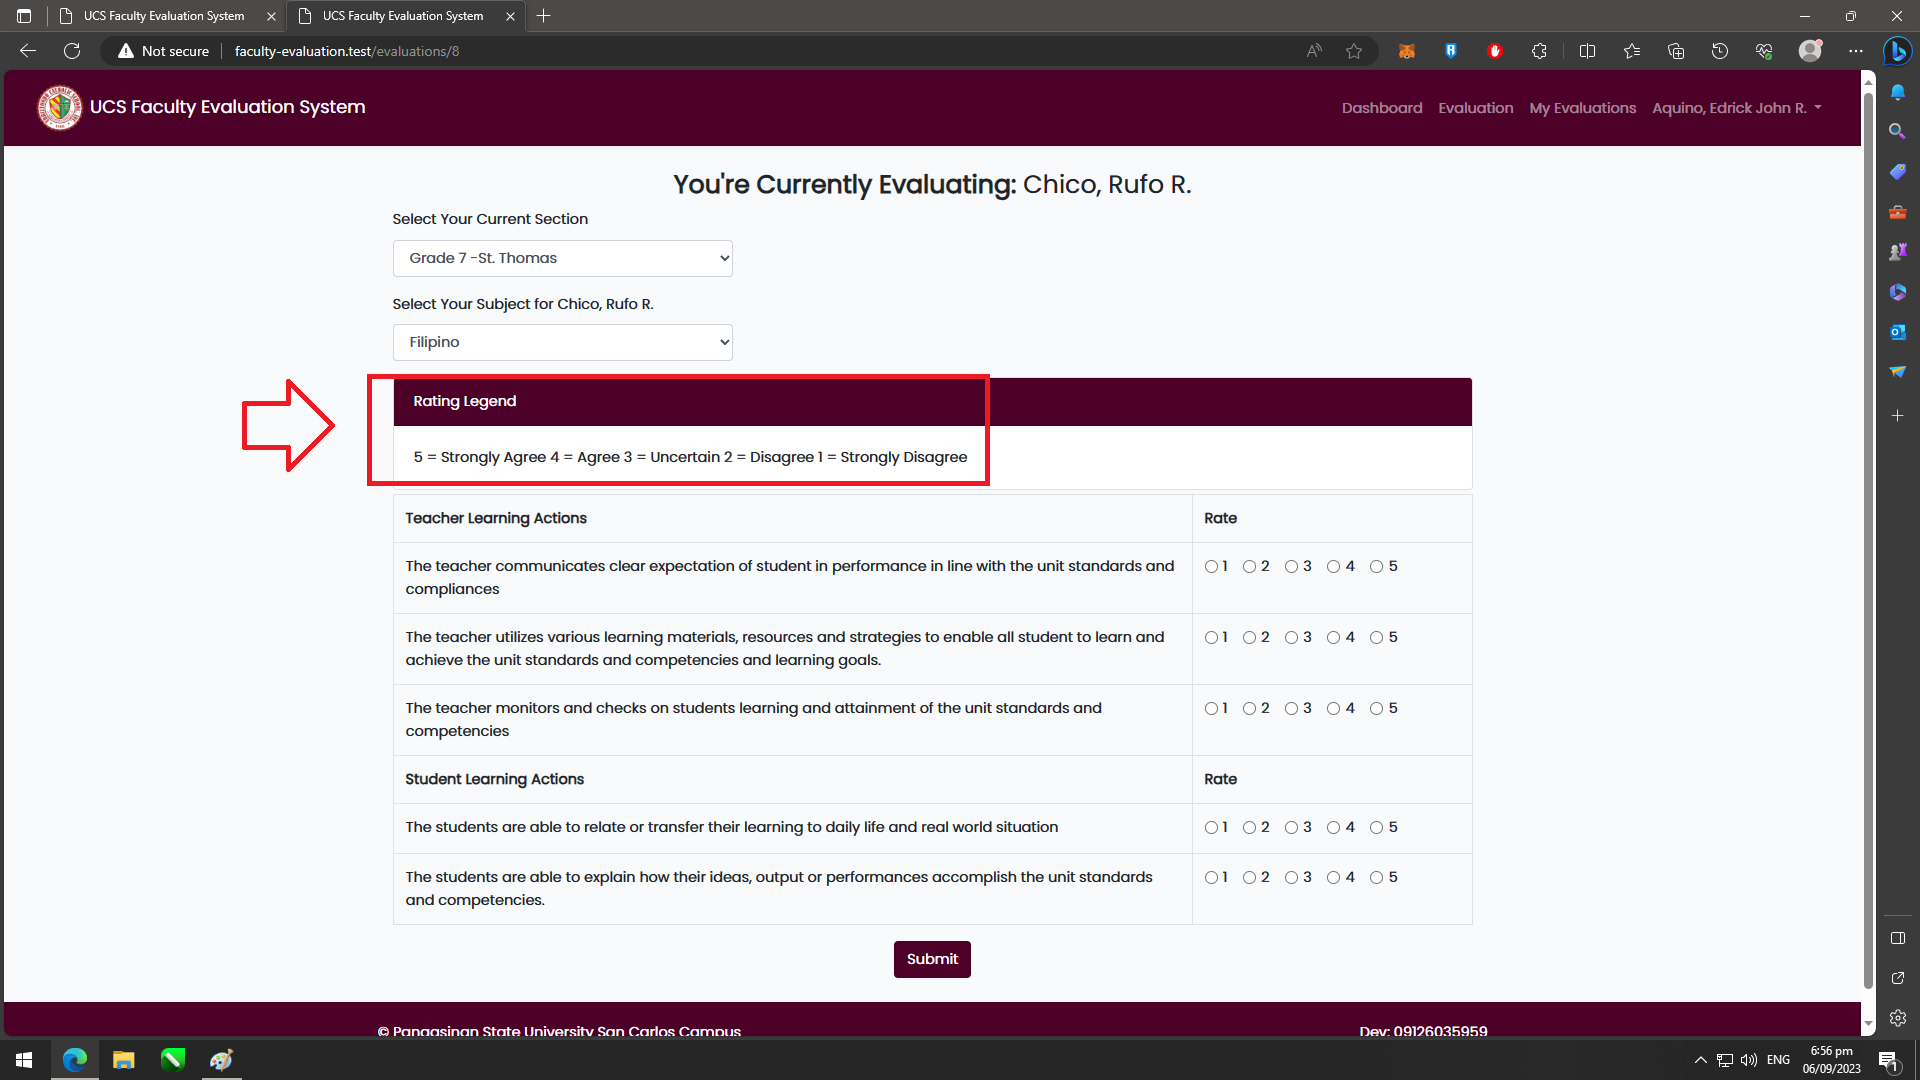 UCS Faculty Evaluation System
UCS Faculty Evaluation System
Not secure
faculty-evaluation.test/evaluations/8
UCS Faculty Evaluation System
Dashboard Evaluation My Evaluations Aquino, Edrick John R.
You're Currently Evaluating: Chico, Rufo R.
Select Your Current Section
Grade 7 -St. Thomas
Select Your Subject for Chico, Rufo R.
Filipino
Rating Legend
5 = Strongly Agree 4 = Agree 3 = Uncertain 2 = Disagree 1 = Strongly Disagree
Teacher Learning Actions Rate
The teacher communicates clear expectation of student in performance in line with the unit standards and 1 2 3 4 5
compliances
The teacher utilizes various learning materials, resources and strategies to enable all student to learn and 1 2 3 4 5
achieve the unit standards and competencies and learning goals.
The teacher monitors and checks on students learning and attainment of the unit standards and 1 2 3 4 5
competencies
Student Learning Actions Rate
The students are able to relate or transfer their learning to daily life and real world situation 1 2 3 4 5
The students are able to explain how their ideas, output or performances accomplish the unit standards 1 2 3 4 5
and competencies.
Submit
© Pangasinan State University San Carlos Campus Dev: 09126035959
ENG
6:56 pm
06/09/2023
1